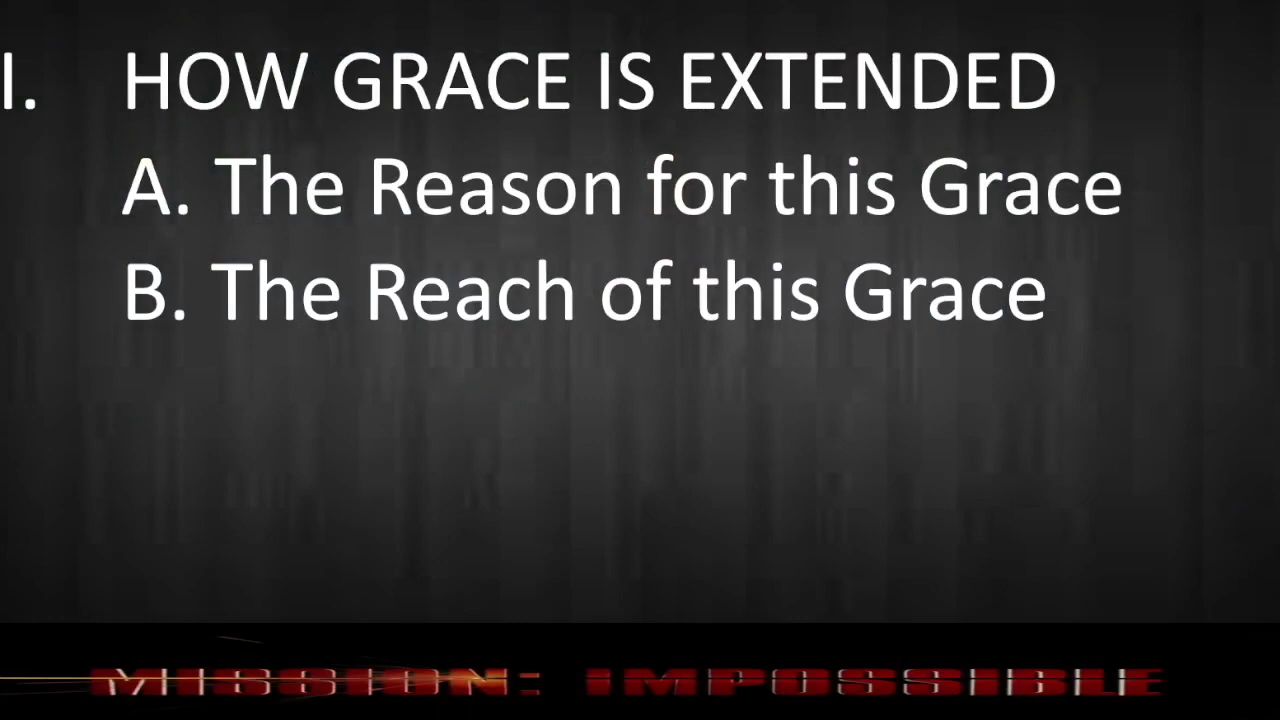 I. HOW GRACE IS EXTENDED
A. The Reason for this Grace
B. The Reach of this Grace
MISSION: IMPOSSIBLE